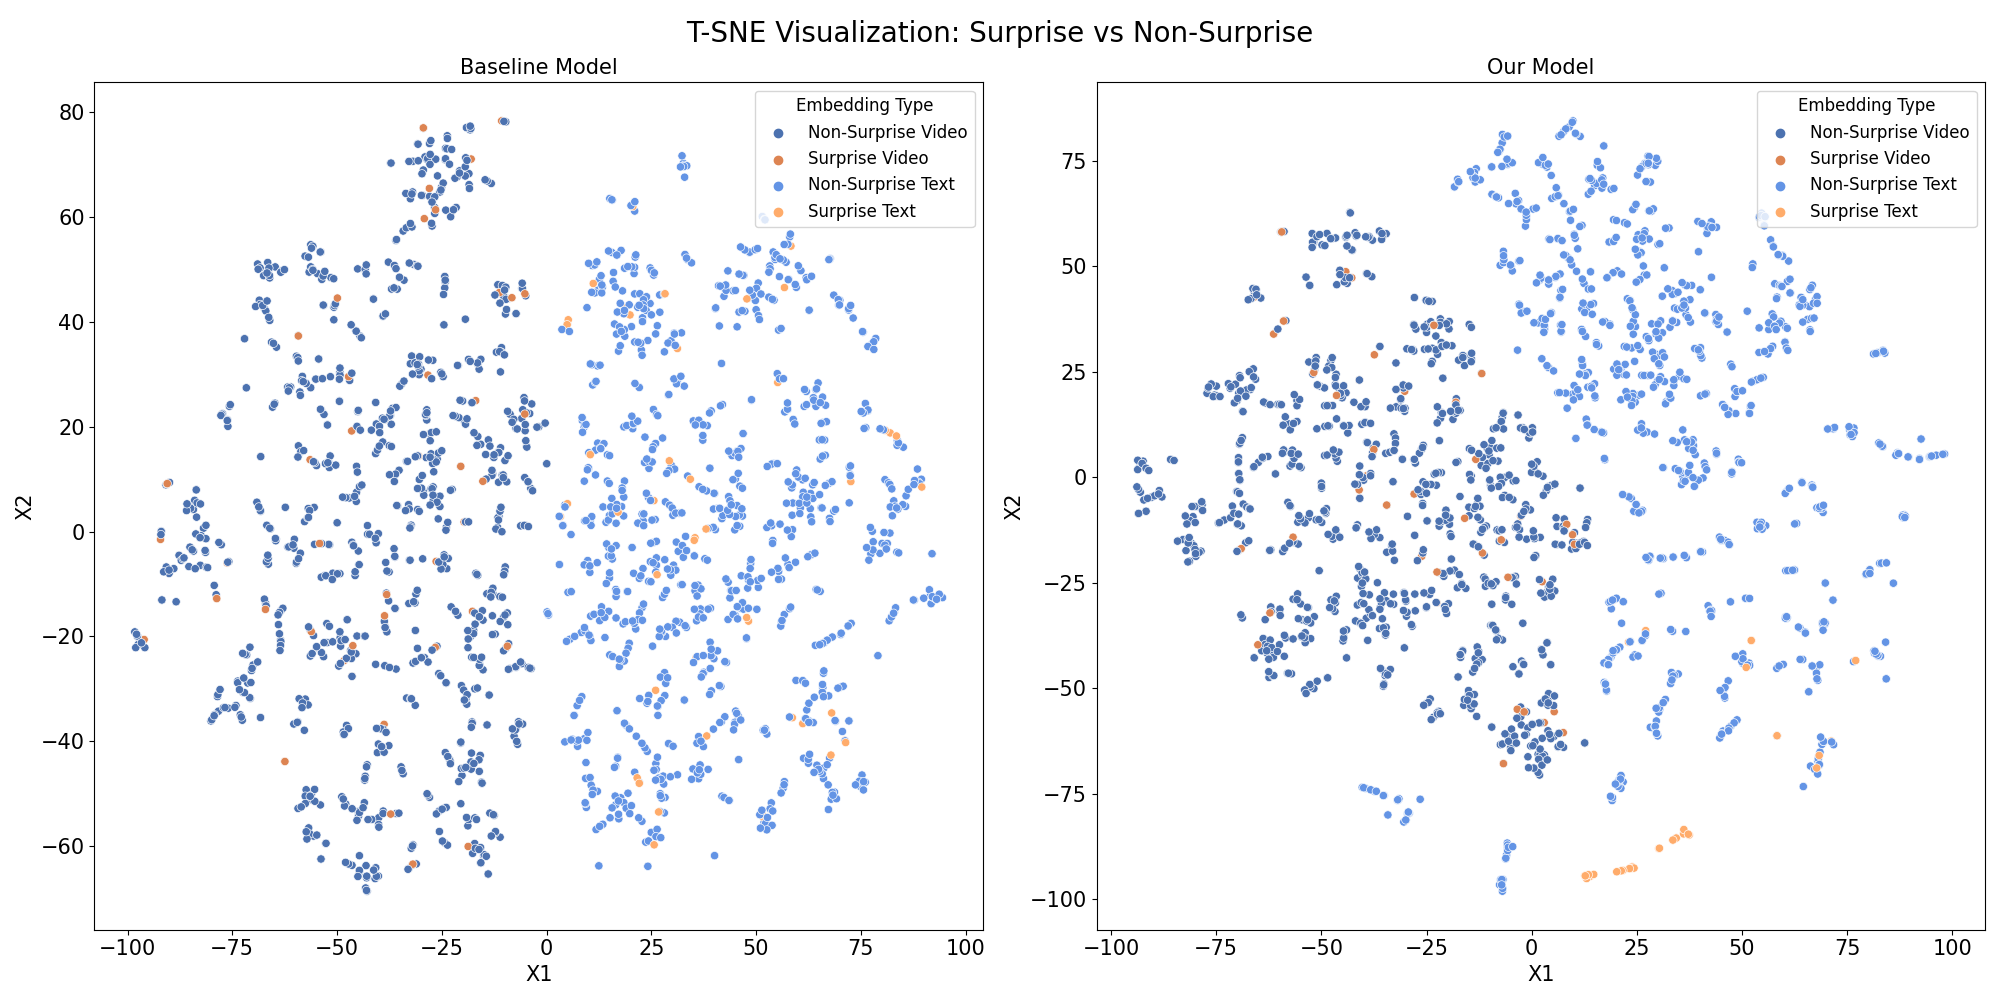 T-SNE Visualization: Surprise vs Non-Surprise
Baseline Model
Embedding Type
Non-Surprise Video
Surprise Video
Non-Surprise Text
Surprise Text
80
60
40
20
0
−20
−40
−60
X2
−100
−75
−50
−25
0
25
50
75
100
X1
Our Model
Embedding Type
Non-Surprise Video
Surprise Video
Non-Surprise Text
Surprise Text
75
50
25
0
−25
−50
−75
−100
X2
−100
−75
−50
−25
0
25
50
75
100
X1